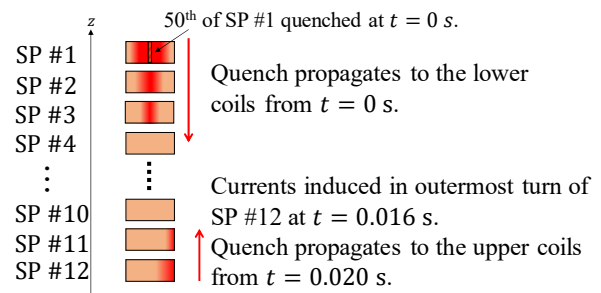 z
50th of SP #1 quenched at t = 0 s.
SP #1
SP #2
SP #3
SP #4
Quench propagates to the lower
coils from t = 0 s.
SP #10
SP #11
SP #12
Currents induced in outermost turn of
SP #12 at t = 0.016 s.
Quench propagates to the upper coils
from t = 0.020 s.